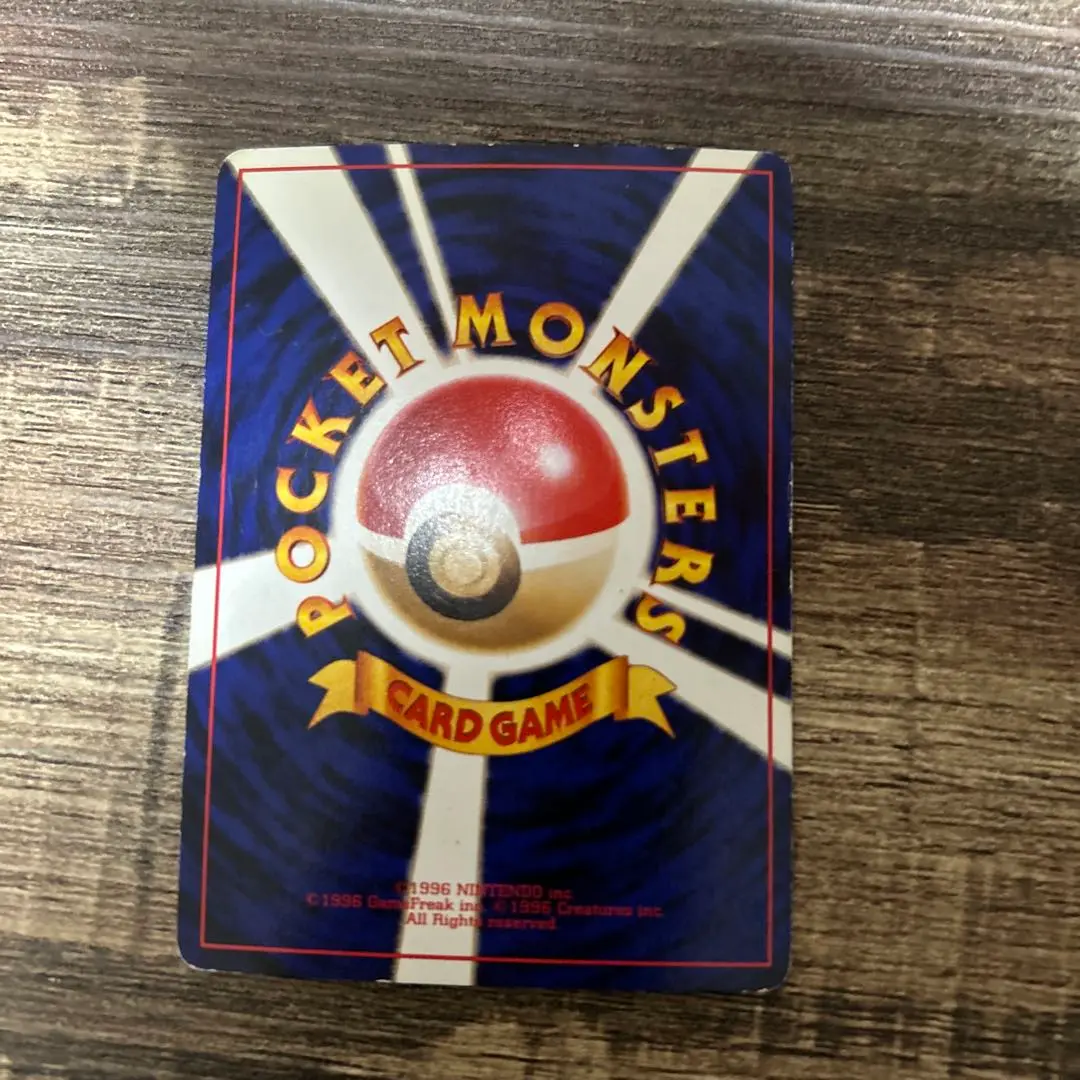 POCKET MONSTERS
CARD GAME
©1996 NINTENDO inc.
©1996 GameFreak inc. ©1996 Creatures inc.
All Rights reserved.